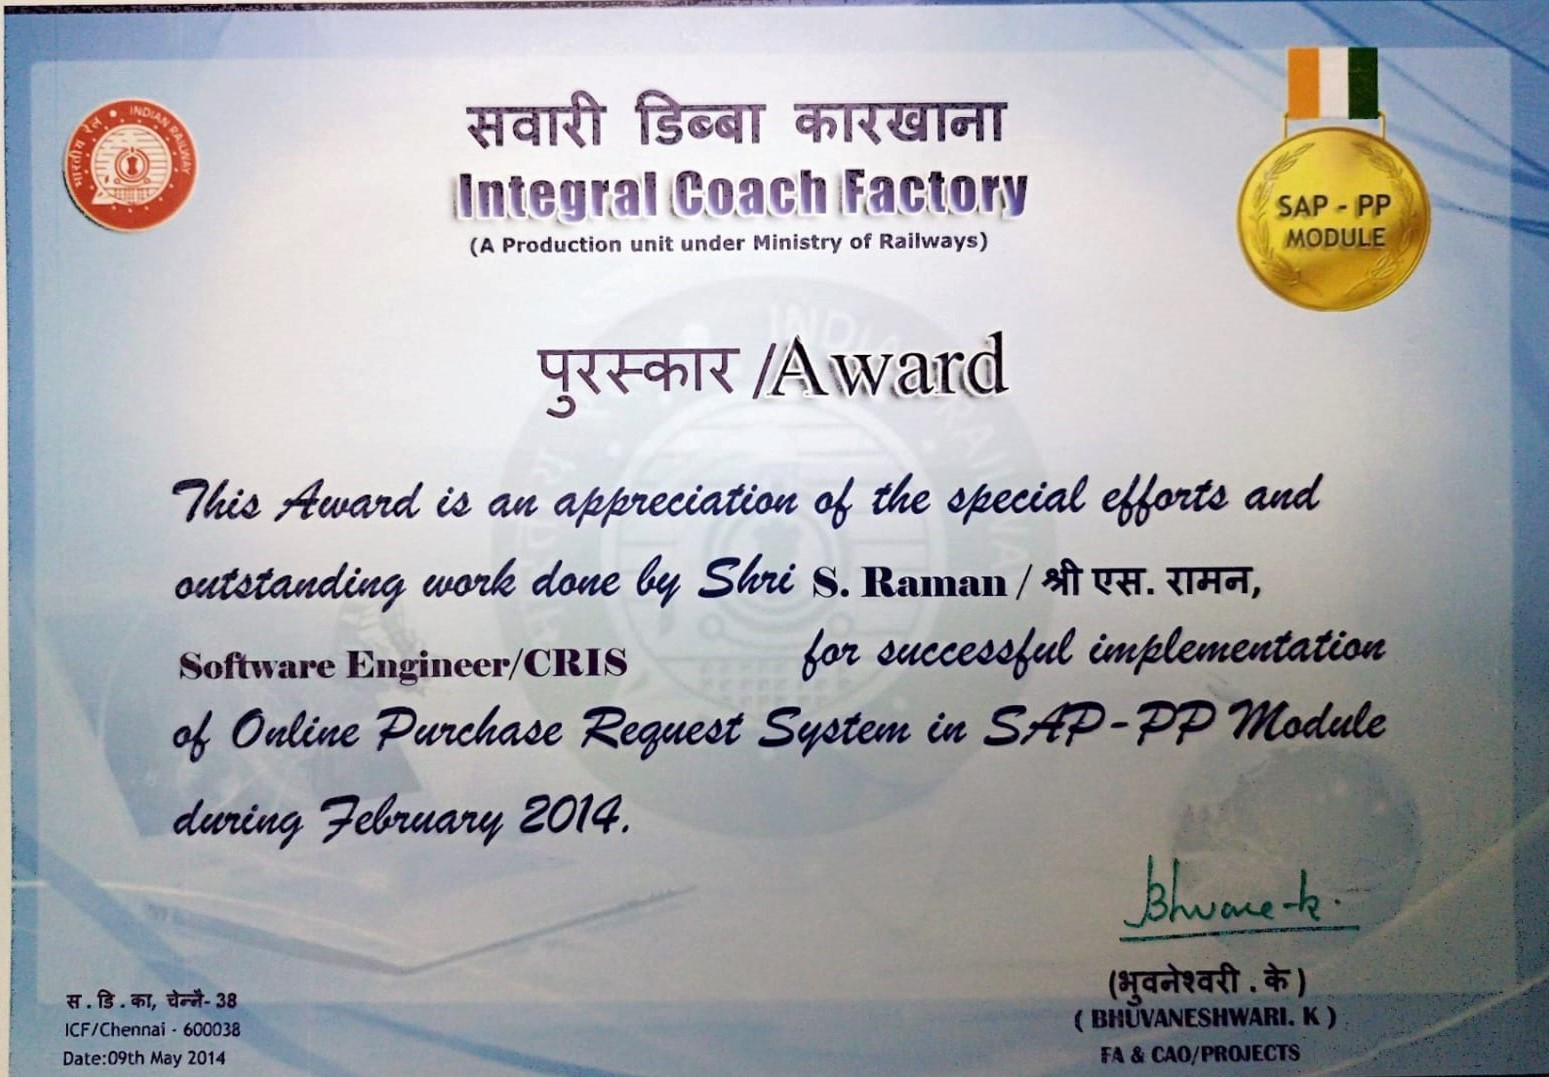 भारतीय रेल • INDIAN RAILWAY
सवारी डिब्बा कारखाना
Integral Coach Factory
(A Production unit under Ministry of Railways)
SAP - PP
MODULE
पुरस्कार /Award
This Award is an appreciation of the special efforts and
outstanding work done by Shri S. Raman / श्री एस. रामन,
Software Engineer/CRIS for successful implementation
of Online Purchase Request System in SAP-PP Module
during February 2014.
Bhuvane-k.
(भुवनेश्वरी . के )
( BHUVANESHWARI. K )
FA & CAO/PROJECTS
स . डि . का, चेन्नै- 38
ICF/Chennai - 600038
Date:09th May 2014